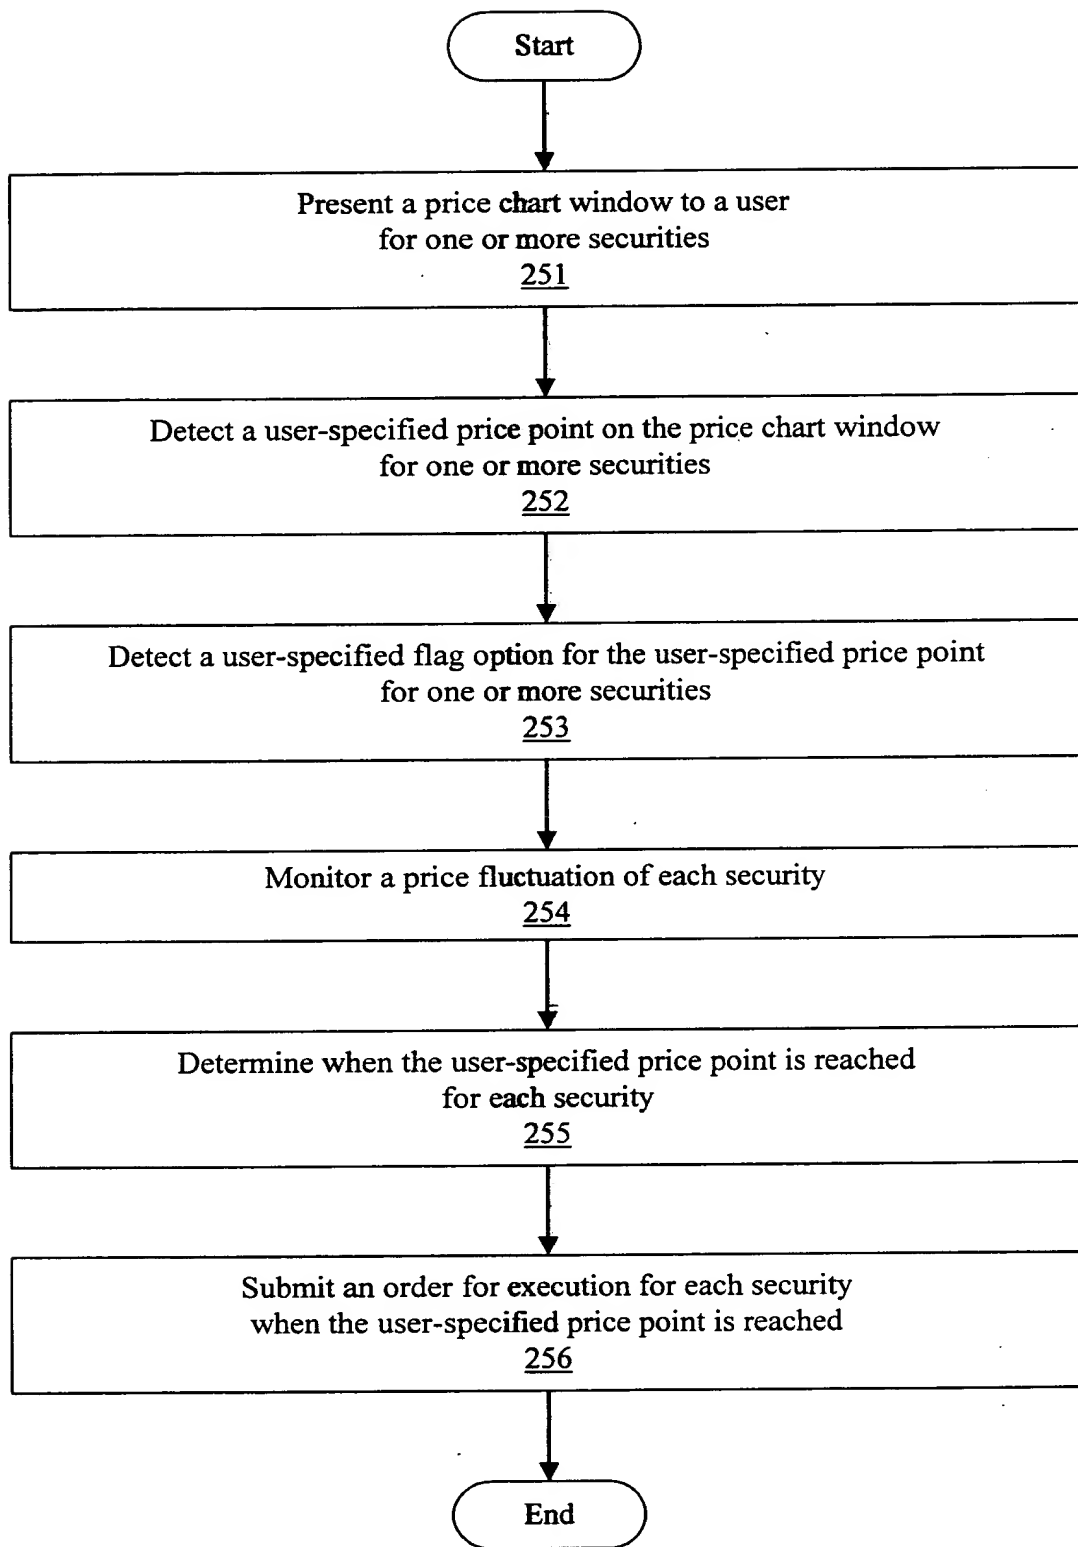 Start
Present a price chart window to a user
for one or more securities
251
Detect a user-specified price point on the price chart window
for one or more securities
252
Detect a user-specified flag option for the user-specified price point
for one or more securities
253
Monitor a price fluctuation of each security
254
Determine when the user-specified price point is reached
for each security
255
Submit an order for execution for each security
when the user-specified price point is reached
256
End